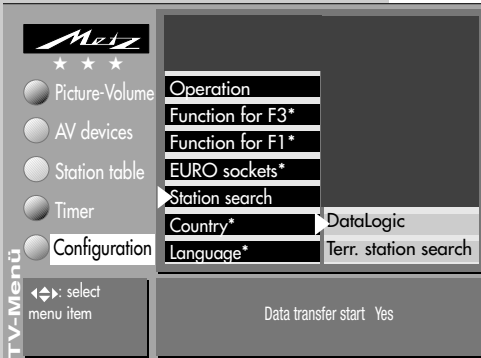 Metz
Picture-Volume
AV devices
Station table
Timer
Configuration
Operation
Function for F3*
Function for F1*
EURO sockets*
Station search
Country*
Language*
DataLogic
Terr. station search
TV-Menü
: select
menu item
Data transfer start Yes